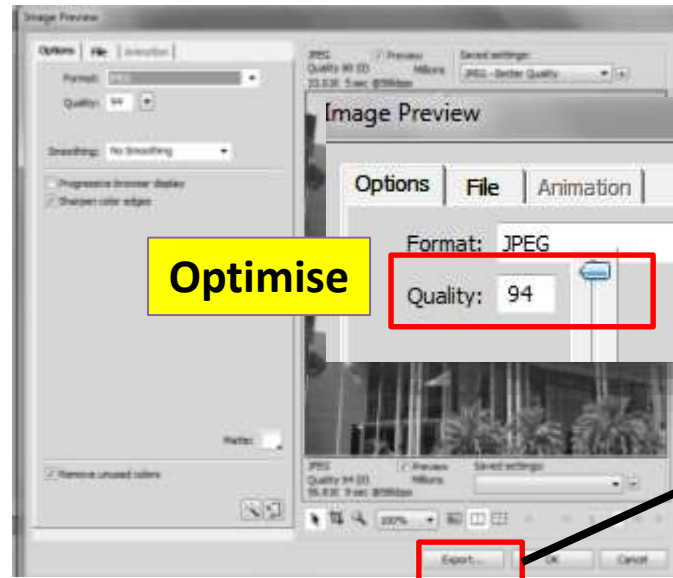 Image Preview
Options File Animation
Format: JPEG
Quality: 94
Smoothing: No Smoothing
Progressive browser display
Sharpen color edges
Matte:
Remove unused colors
JPEG Preview Saved settings:
Quality 80
JPEG - Better Quality
Image Preview
Options File Animation
Format: JPEG
Quality: 94
Optimise
JPEG Preview Saved settings:
Quality 94
100%
Export... OK Cancel